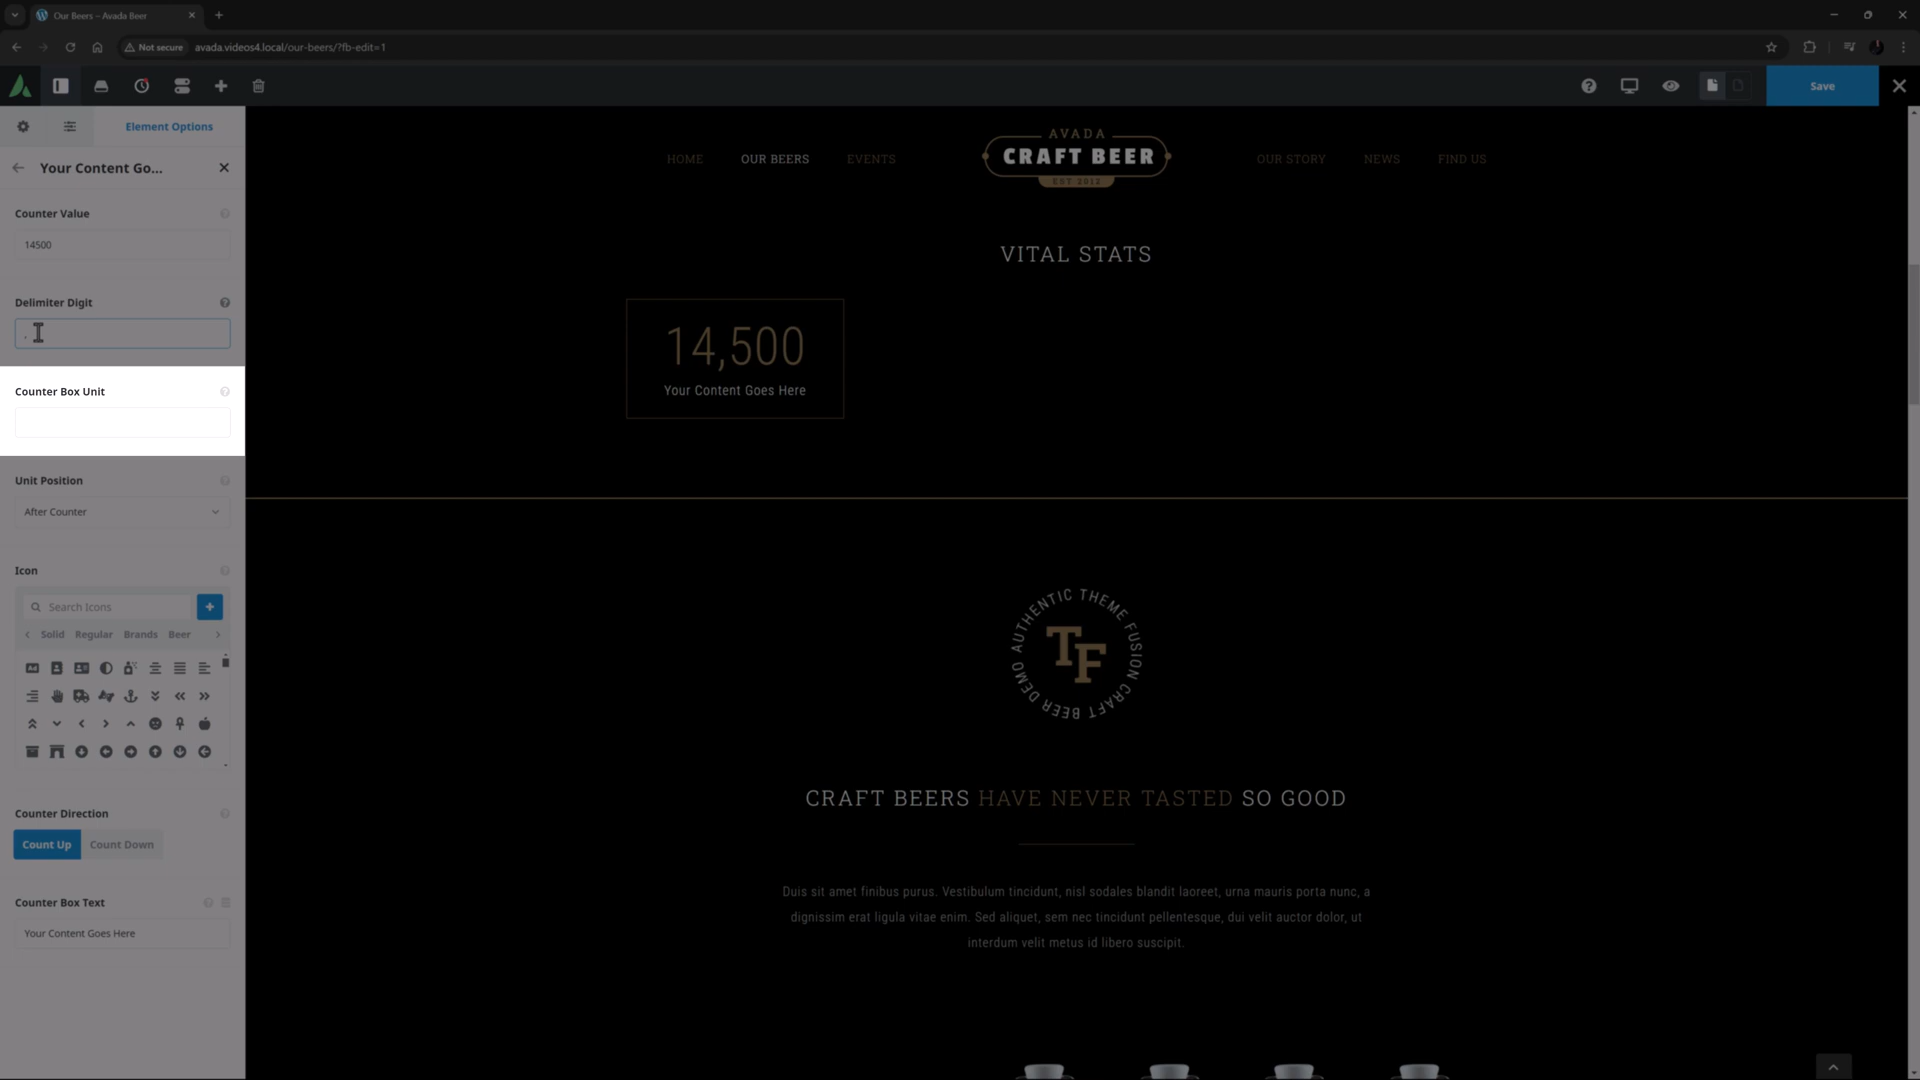 Our Beers – Avada Beer
Not secure
avada.videos4.local/our-beers/?fb-edit=1
Save
Element Options
Your Content Go...
Counter Value
14500
Delimiter Digit
,
Counter Box Unit
Unit Position
After Counter
Icon
Search Icons
Solid Regular Brands Beer
Counter Direction
Count Up Count Down
Counter Box Text
Your Content Goes Here
HOME OUR BEERS EVENTS
AVADA
CRAFT BEER
EST 2012
OUR STORY NEWS FIND US
VITAL STATS
14,500
Your Content Goes Here
AUTHENTIC THEME FUSION CRAFT BEER DEMO
TF
CRAFT BEERS HAVE NEVER TASTED SO GOOD
Duis sit amet finibus purus. Vestibulum tincidunt, nisl sodales blandit laoreet, urna mauris porta nunc, a
dignissim erat ligula vitae enim. Sed aliquet, sem nec tincidunt pellentesque, dui velit auctor dolor, ut
interdum velit metus id libero suscipit.